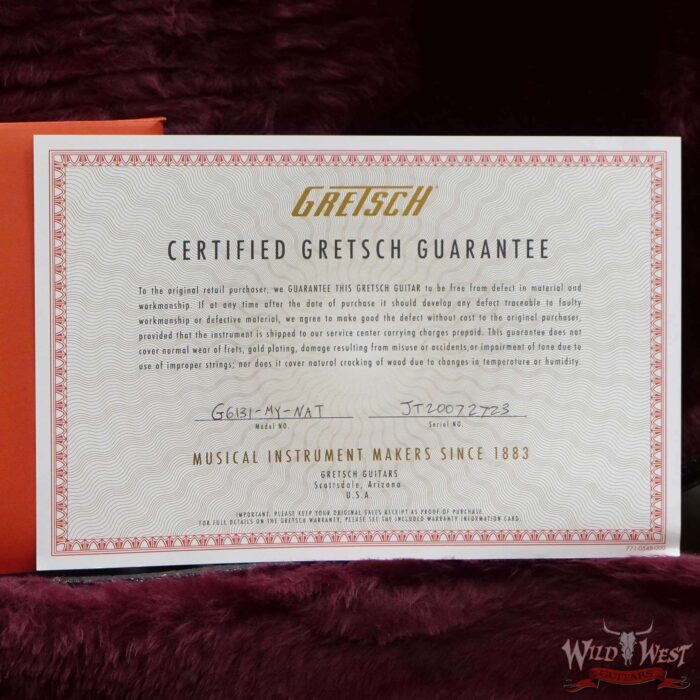 GRETSCH
CERTIFIED GRETSCH GUARANTEE
To the original retail purchaser, we GUARANTEE THIS GRETSCH GUITAR to be free from defect in material and
workmanship. If at any time after the date of purchase it should develop any defect traceable to faulty
workmanship or defective material, we agree to make good the defect without cost to the original purchaser,
provided that the instrument is shipped to our service center carrying charges prepaid. This guarantee does not
cover normal wear of frets, gold plating, damage resulting from misuse or accidents,or impairment of tone due to
use of improper strings; nor does it cover natural cracking of wood due to changes in temperature or humidity.
G6131-MY-NAT JT20072723
Model NO. Serial NO.
MUSICAL INSTRUMENT MAKERS SINCE 1883
GRETSCH GUITARS
Scottsdale, Arizona
U.S.A.
IMPORTANT: PLEASE KEEP YOUR ORIGINAL SALES RECEIPT AS PROOF OF PURCHASE.
FOR FULL DETAILS ON THE GRETSCH WARRANTY, PLEASE SEE THE INCLUDED WARRANTY INFORMATION CARD.
771-0549-000
WILD WEST
GUITARS